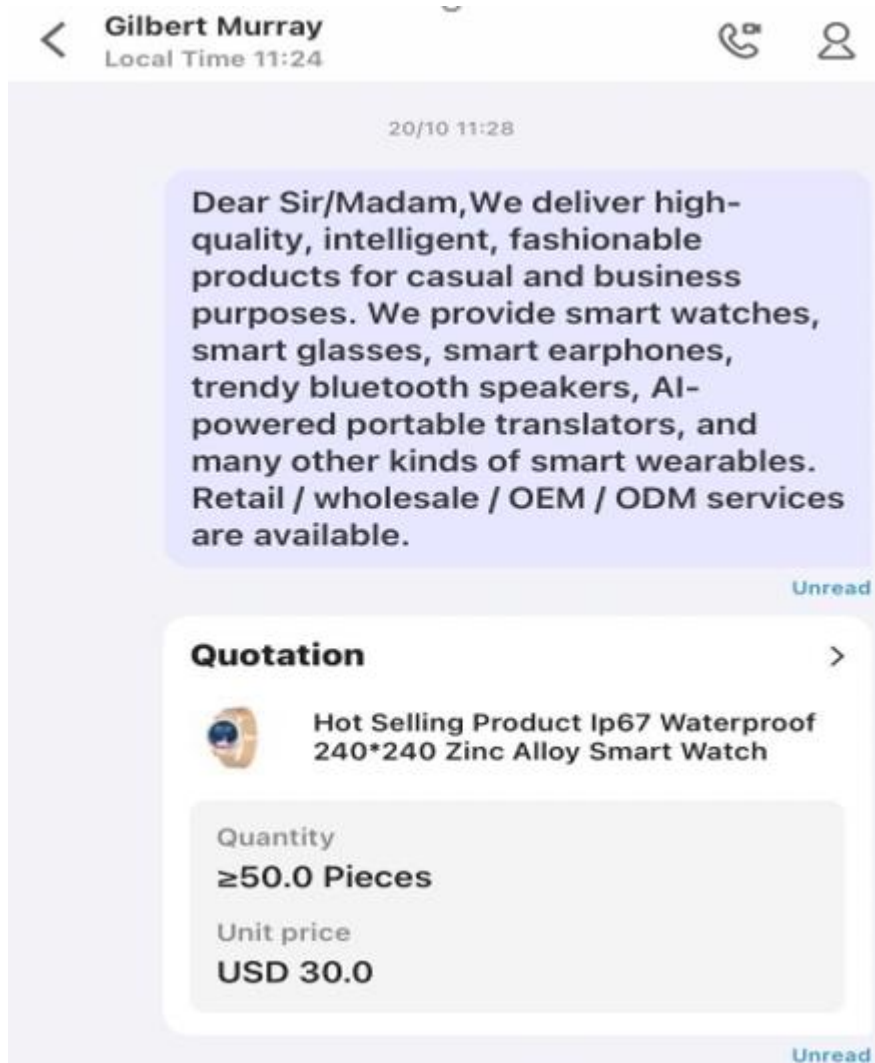 Gilbert Murray
Local Time 11:24
20/10 11:28
Dear Sir/Madam,We deliver high-
quality, intelligent, fashionable
products for casual and business
purposes. We provide smart watches,
smart glasses, smart earphones,
trendy bluetooth speakers, AI-
powered portable translators, and
many other kinds of smart wearables.
Retail / wholesale / OEM / ODM services
are available.
Unread
Quotation
Hot Selling Product Ip67 Waterproof
240*240 Zinc Alloy Smart Watch
Quantity
≥50.0 Pieces
Unit price
USD 30.0
Unread